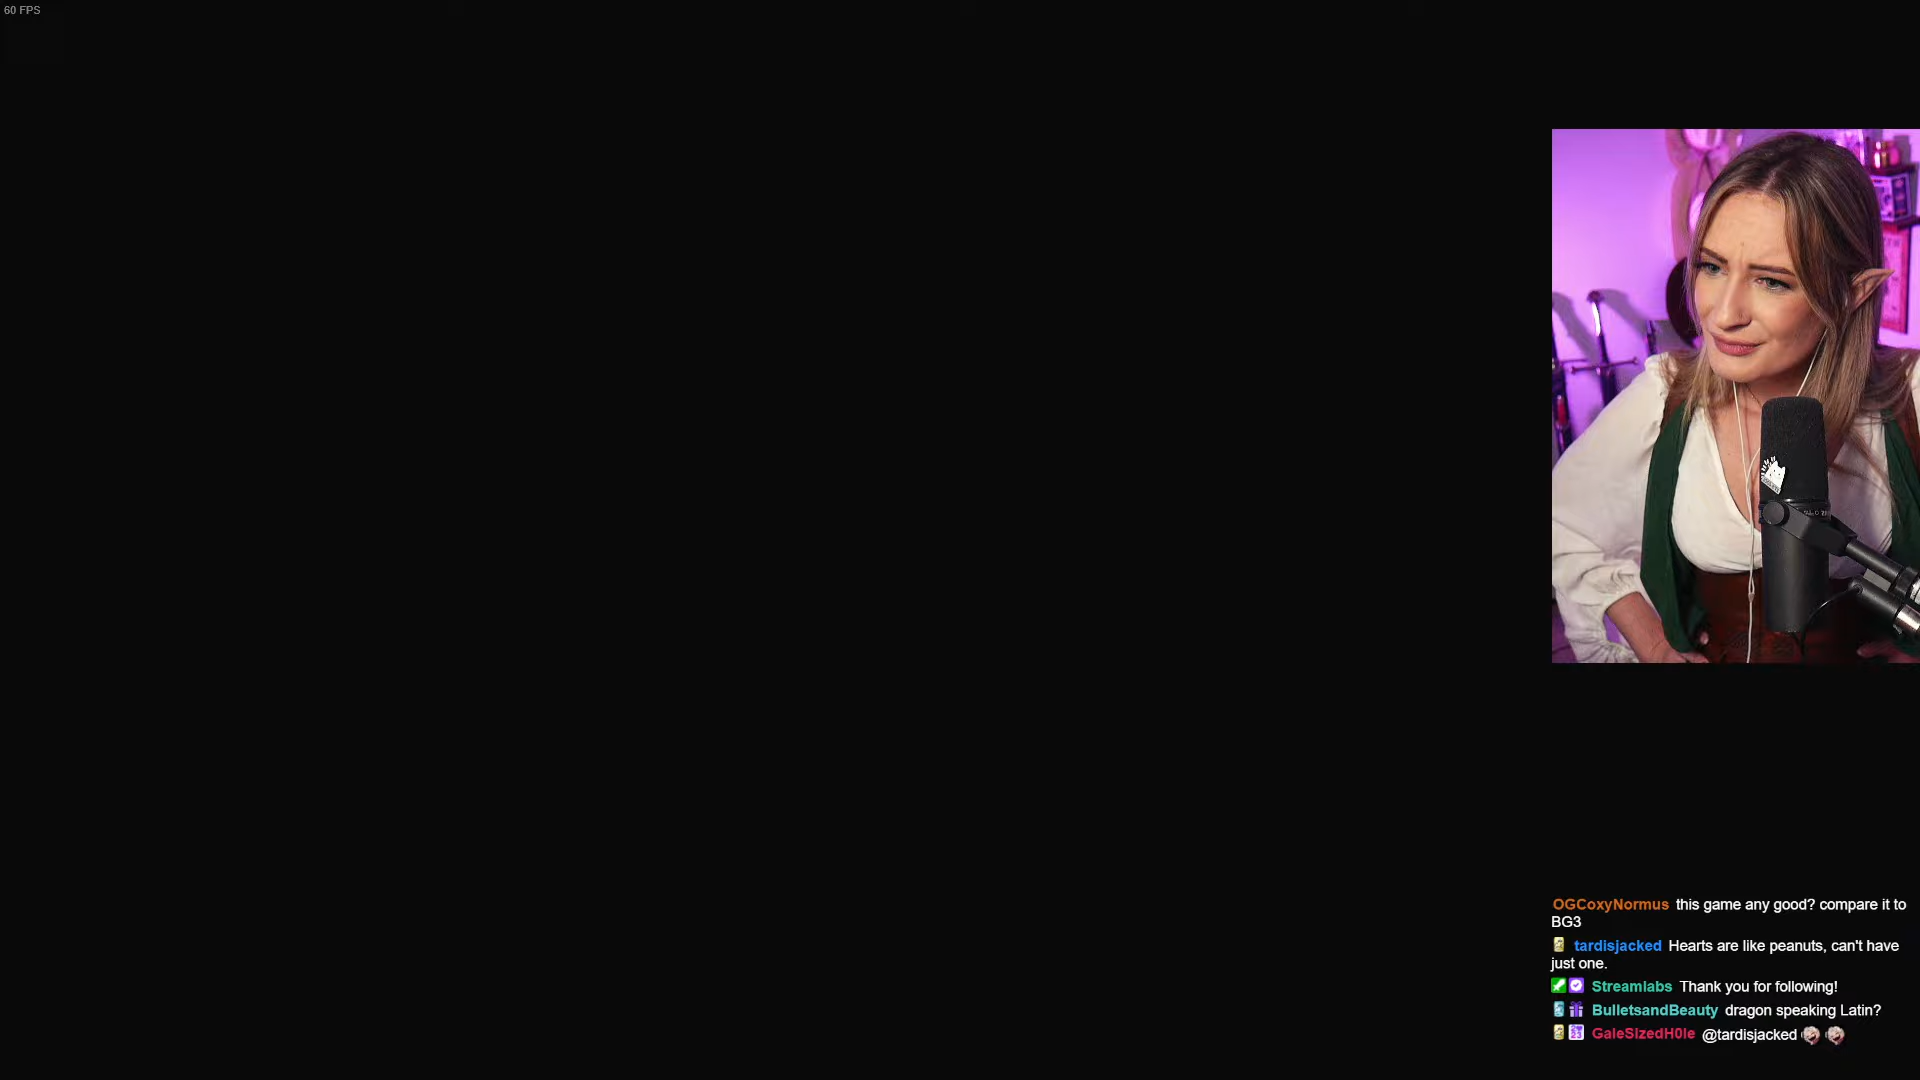 60 FPS
OGCoxyNormus this game any good? compare it to
BG3
tardisjacked Hearts are like peanuts, can't have
just one.
Streamlabs Thank you for following!
BulletsandBeauty dragon speaking Latin?
GaleSizedH0le @tardisjacked